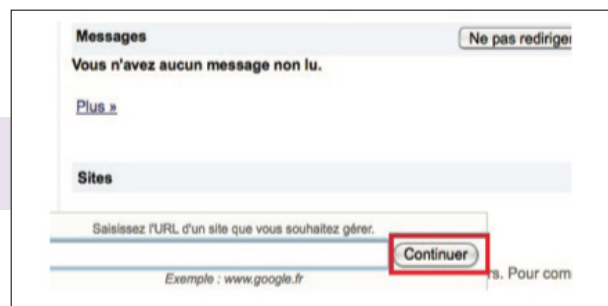 Messages
Ne pas rediriger
Vous n'avez aucun message non lu.
Plus »
Sites
Saisissez l'URL d'un site que vous souhaitez gérer.
Continuer
rs. Pour com
Exemple : www.google.fr